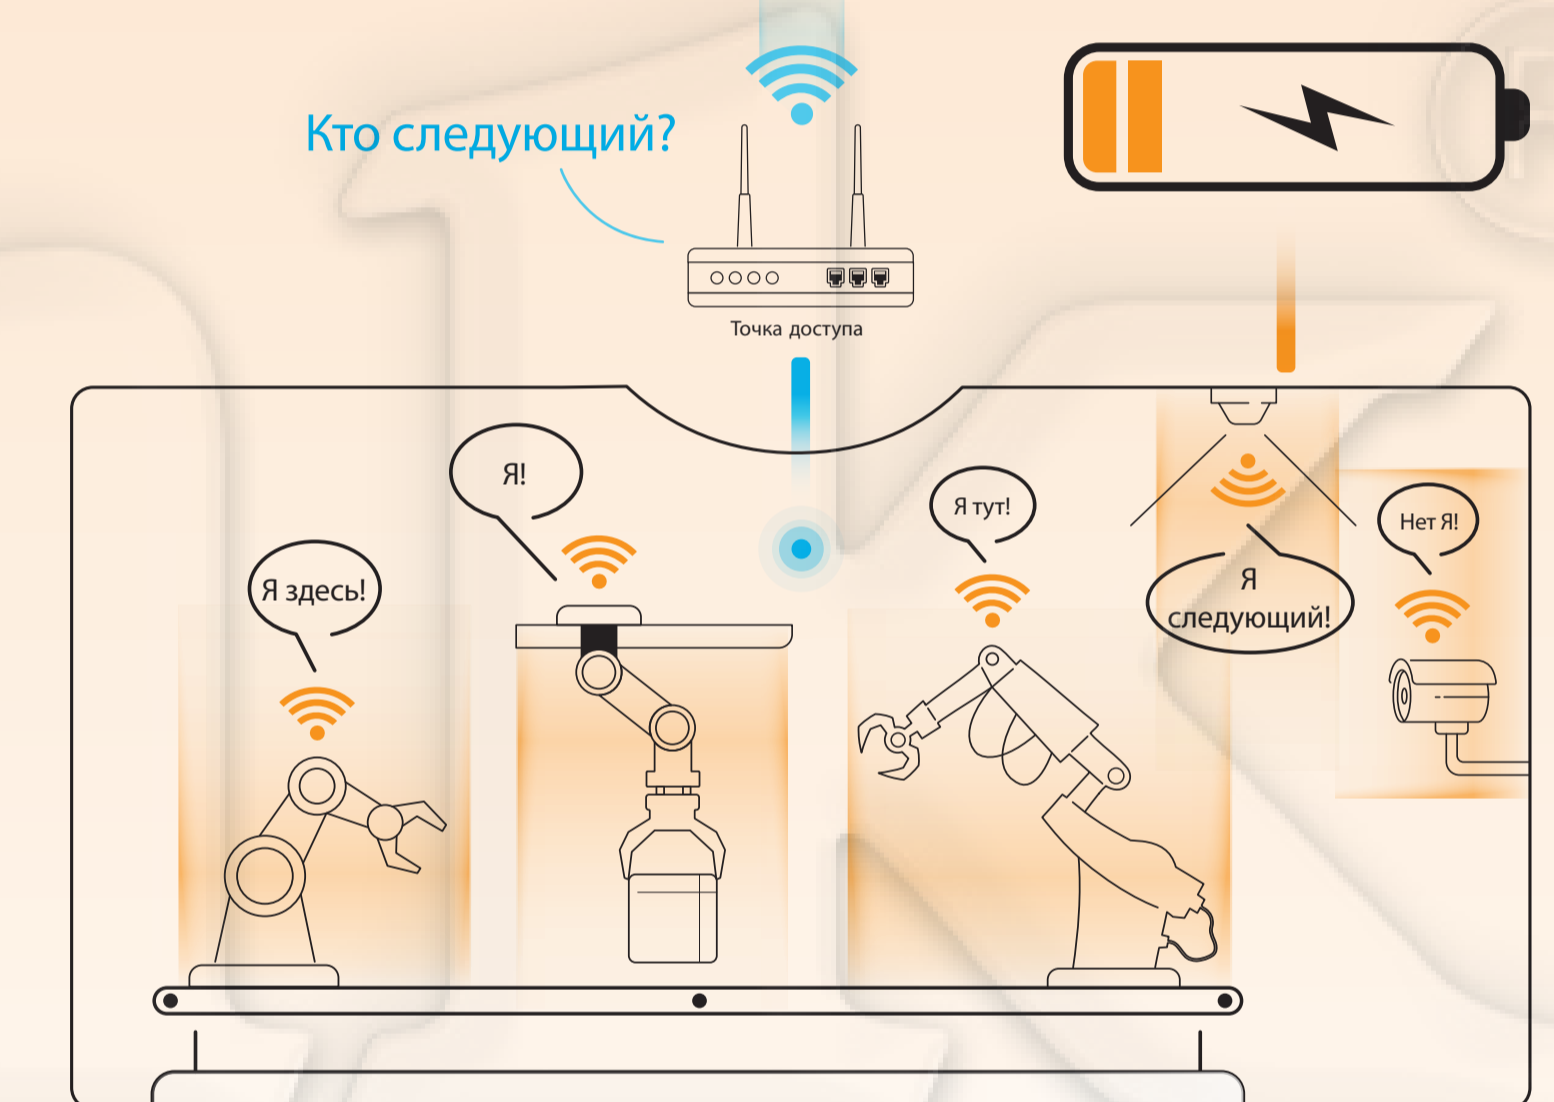 Кто следующий?
Точка доступа
Я!
Я тут!
Нет Я!
Я здесь!
Я
следующий!